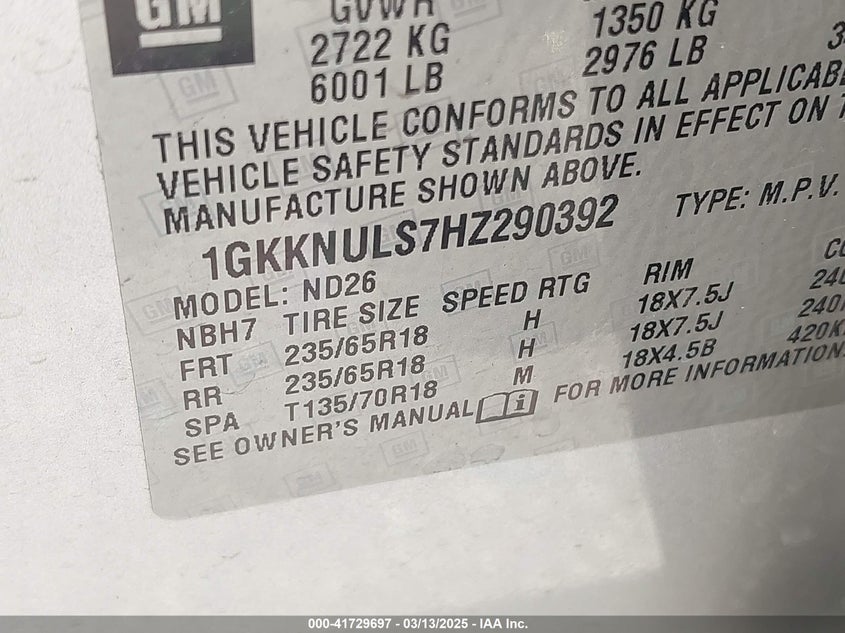 GM
GVWR
2722 KG 1350 KG
6001 LB 2976 LB
THIS VEHICLE CONFORMS TO ALL APPLICABLE
VEHICLE SAFETY STANDARDS IN EFFECT ON
MANUFACTURE SHOWN ABOVE.
1GKKNULS7HZ290392 TYPE: M.P.V.
MODEL: ND26
NBH7 TIRE SIZE SPEED RTG RIM
FRT 235/65R18 H 18X7.5J
RR 235/65R18 H 18X7.5J
SPA T135/70R18 M 18X4.5B
SEE OWNER'S MANUAL i FOR MORE INFORMATION
000-41729697 - 03/13/2025 - IAA Inc.